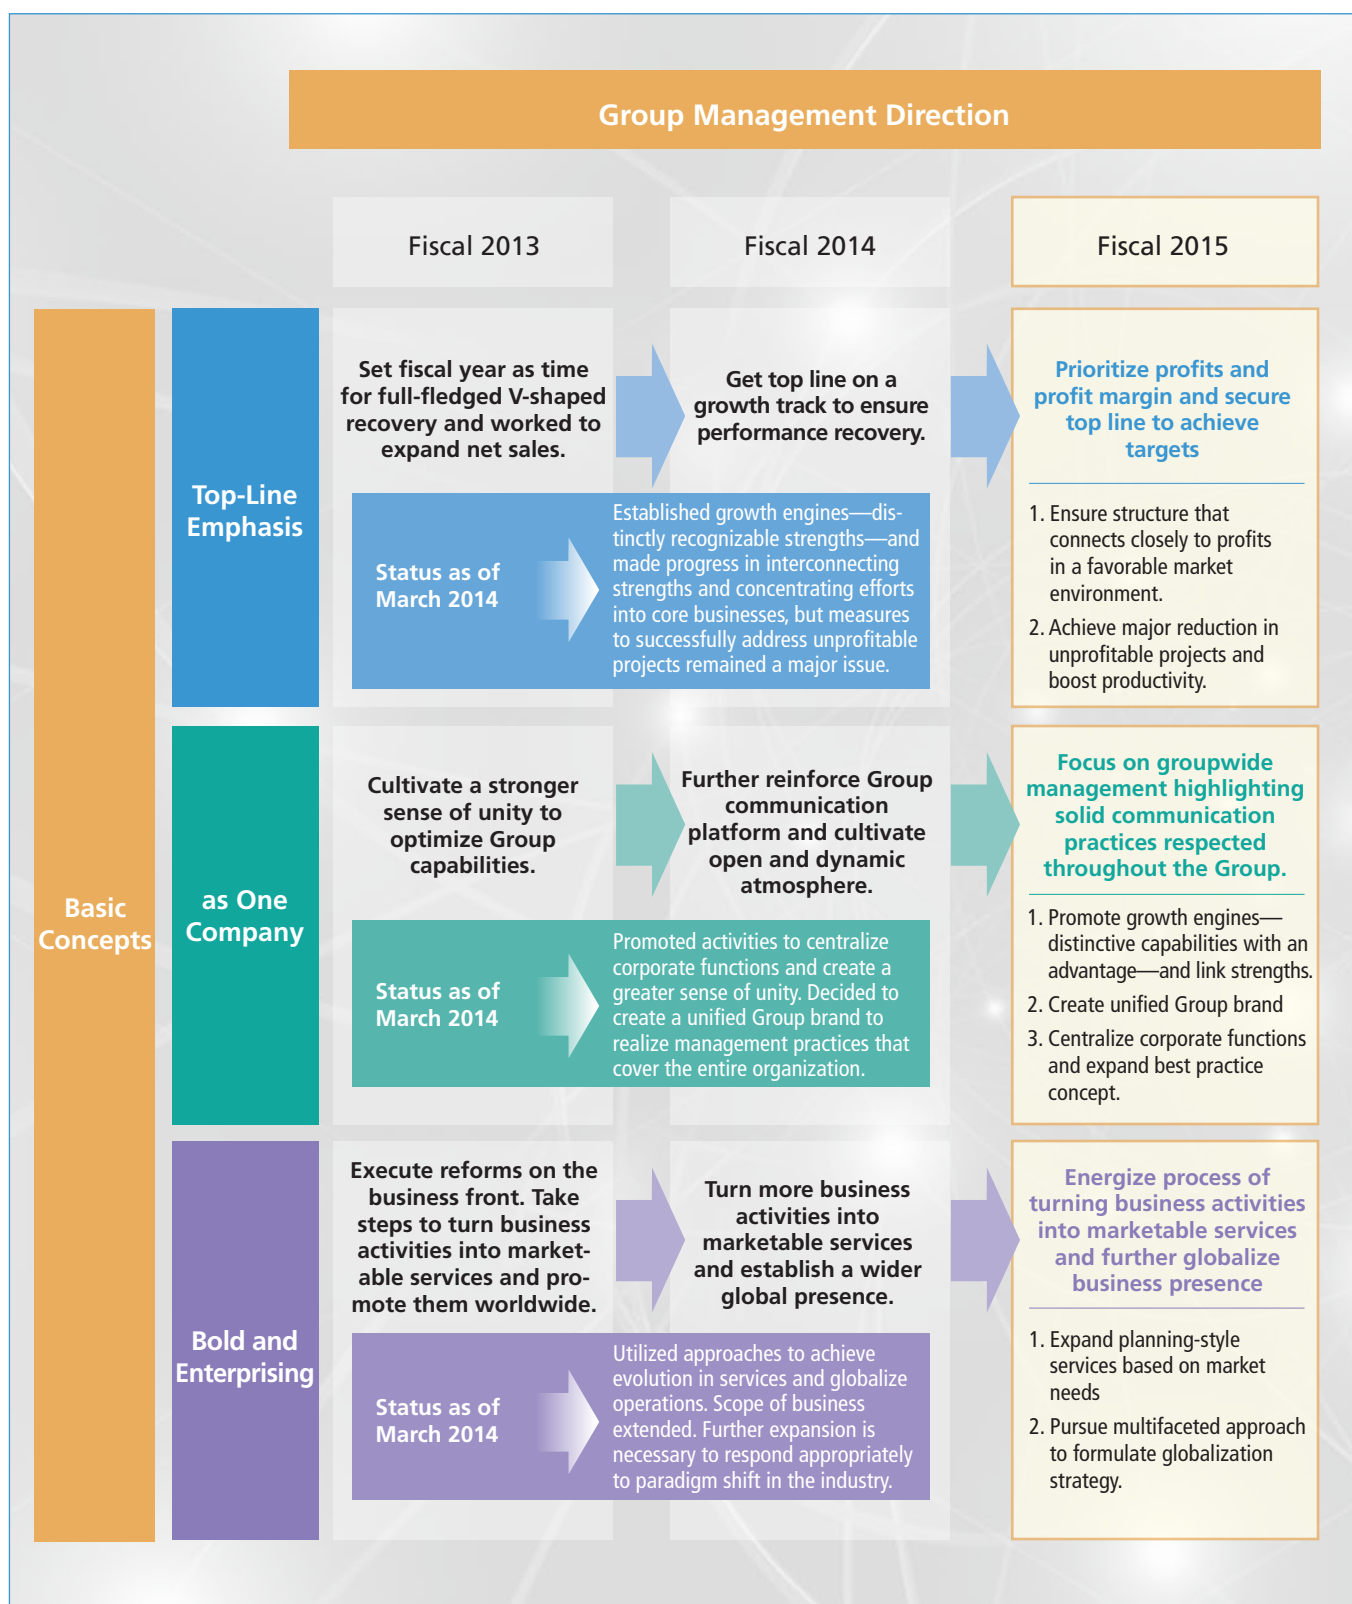 Group Management Direction
Fiscal 2013
Fiscal 2014
Fiscal 2015
Basic
Concepts
Top-Line
Emphasis
Set fiscal year as time
for full-fledged V-shaped
recovery and worked to
expand net sales.
Get top line on a
growth track to ensure
performance recovery.
Status as of
March 2014
Established growth engines—dis-
tinctly recognizable strengths—and
made progress in interconnecting
strengths and concentrating efforts
into core businesses, but measures
to successfully address unprofitable
projects remained a major issue.
Prioritize profits and
profit margin and secure
top line to achieve
targets
1. Ensure structure that
connects closely to profits
in a favorable market
environment.
2. Achieve major reduction in
unprofitable projects and
boost productivity.
as One
Company
Cultivate a stronger
sense of unity to
optimize Group
capabilities.
Further reinforce Group
communication
platform and cultivate
open and dynamic
atmosphere.
Status as of
March 2014
Promoted activities to centralize
corporate functions and create a
greater sense of unity. Decided to
create a unified Group brand to
realize management practices that
cover the entire organization.
Focus on groupwide
management highlighting
solid communication
practices respected
throughout the Group.
1. Promote growth engines—
distinctive capabilities with an
advantage—and link strengths.
2. Create unified Group brand
3. Centralize corporate functions
and expand best practice
concept.
Bold and
Enterprising
Execute reforms on the
business front. Take
steps to turn business
activities into market-
able services and pro-
mote them worldwide.
Turn more business
activities into
marketable services
and establish a wider
global presence.
Status as of
March 2014
Utilized approaches to achieve
evolution in services and globalize
operations. Scope of business
extended. Further expansion is
necessary to respond appropriately
to paradigm shift in the industry.
Energize process of
turning business activities
into marketable services
and further globalize
business presence
1. Expand planning-style
services based on market
needs
2. Pursue multifaceted approach
to formulate globalization
strategy.